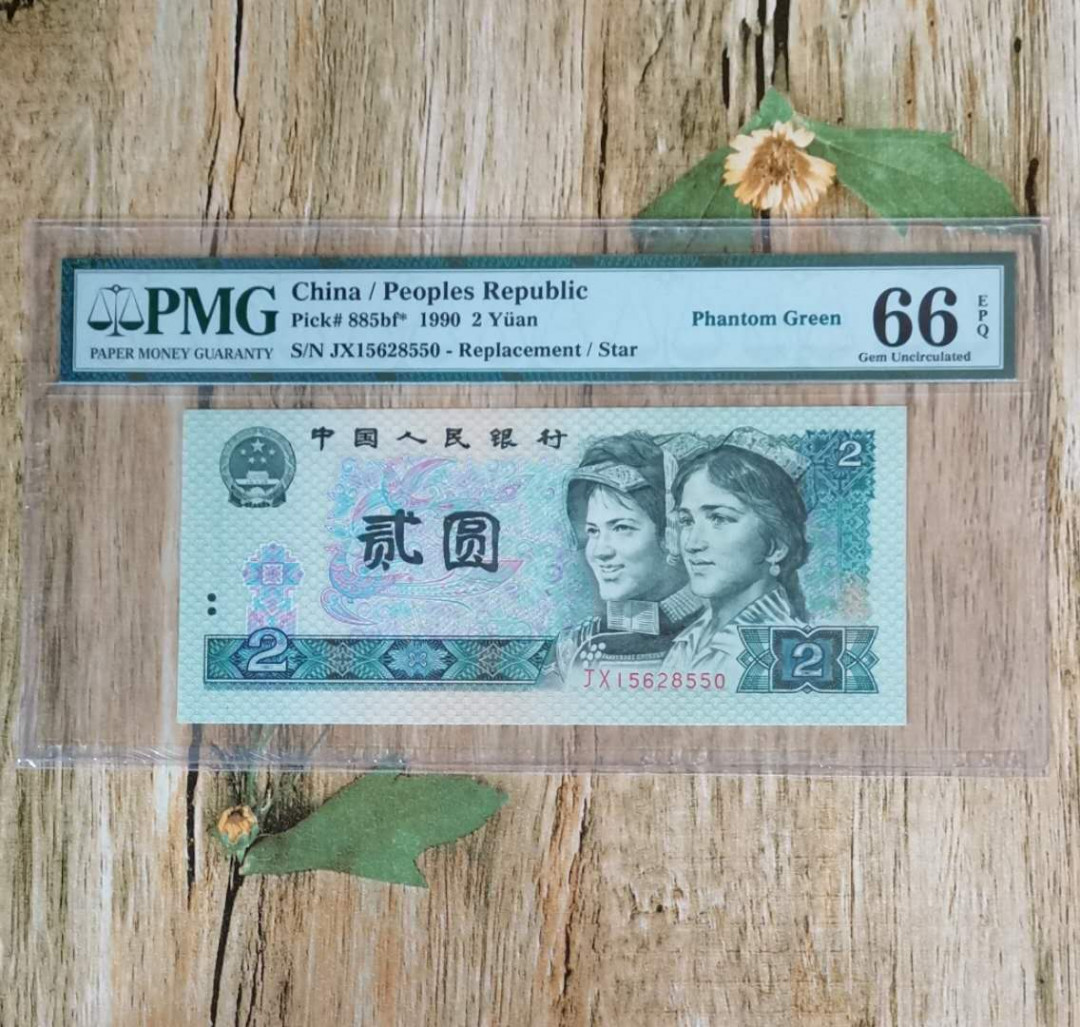 PMG
PAPER MONEY GUARANTY
China / Peoples Republic
Pick# 885bf* 1990 2 Yüan
S/N JX15628550 - Replacement / Star
Phantom Green
66
EPQ
Gem Uncirculated
中国人民银行
2
贰圆
2
2
JX15628550